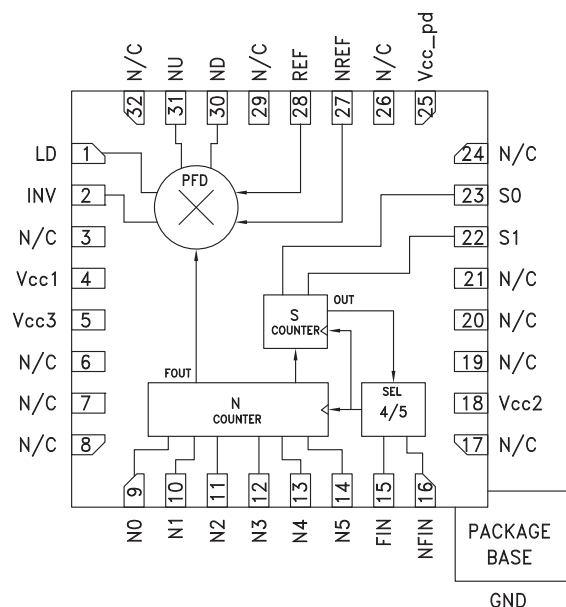 N/C NU ND N/C REF NREF N/C Vcc_pd
32 31 30 29 28 27 26 25
LD 1
INV 2
N/C 3
Vcc1 4
Vcc3 5
N/C 6
N/C 7
N/C 8
PFD
24 N/C
23 S0
22 S1
21 N/C
20 N/C
19 N/C
18 Vcc2
17 N/C
OUT
S
COUNTER
FOUT
N
COUNTER
SEL
4/5
9 10 11 12 13 14 15 16
N0 N1 N2 N3 N4 N5 FIN NFIN
PACKAGE
BASE
GND